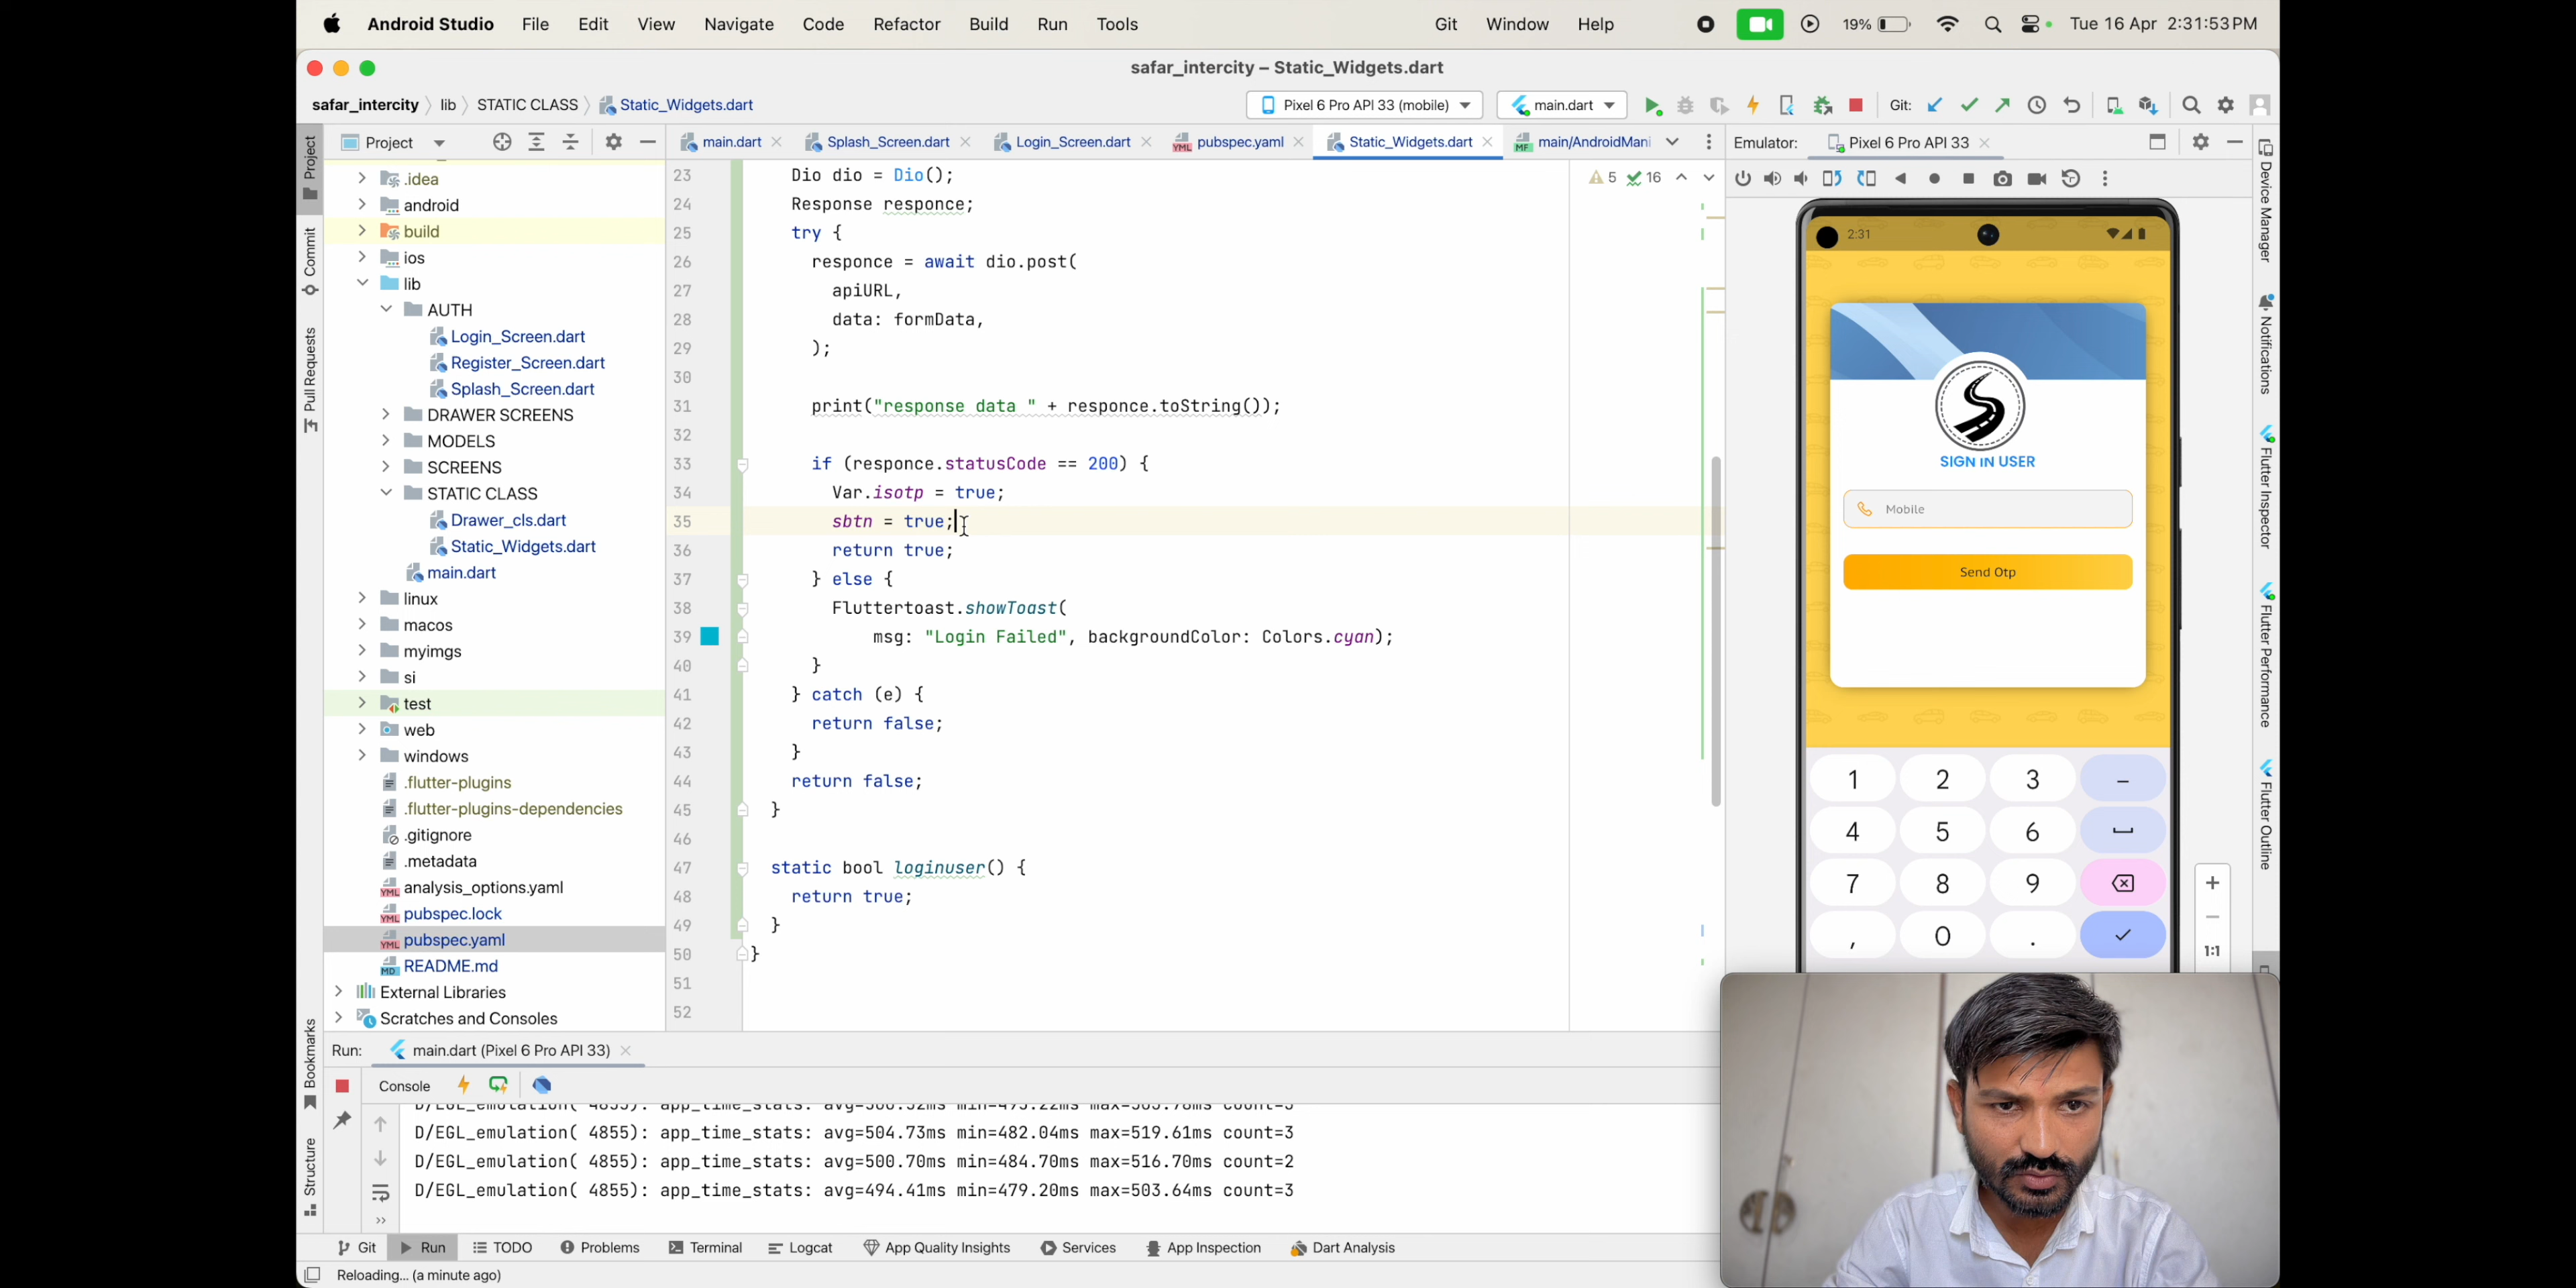 Android Studio File Edit View Navigate Code Refactor Build Run Tools Git Window Help 19% Tue 16 Apr 2:31:53 PM
safar_intercity – Static_Widgets.dart
safar_intercity lib STATIC CLASS Static_Widgets.dart Pixel 6 Pro API 33 (mobile) main.dart Git:
Project main.dart Splash_Screen.dart Login_Screen.dart pubspec.yaml Static_Widgets.dart main/AndroidMani Emulator: Pixel 6 Pro API 33
Project
Commit
Pull Requests
Bookmarks
Structure
.idea
android
build
ios
lib
AUTH
Login_Screen.dart
Register_Screen.dart
Splash_Screen.dart
DRAWER SCREENS
MODELS
SCREENS
STATIC CLASS
Drawer_cls.dart
Static_Widgets.dart
main.dart
linux
macos
myimgs
si
test
web
windows
.flutter-plugins
.flutter-plugins-dependencies
.gitignore
.metadata
analysis_options.yaml
pubspec.lock
pubspec.yaml
README.md
External Libraries
Scratches and Consoles
5 16
23 Dio dio = Dio();
24 Response responce;
25 try {
26 responce = await dio.post(
27 apiURL,
28 data: formData,
29 );
30
31 print("response data " + responce.toString());
32
33 if (responce.statusCode == 200) {
34 Var.isotp = true;
35 sbtn = true;
36 return true;
37 } else {
38 Fluttertoast.showToast(
39 msg: "Login Failed", backgroundColor: Colors.cyan);
40 }
41 } catch (e) {
42 return false;
43 }
44 return false;
45 }
46
47 static bool loginuser() {
48 return true;
49 }
50 }
51
52
2:31
SIGN IN USER
Mobile
Send Otp
1 2 3 –
4 5 6
7 8 9
, 0 .
1:1
Device Manager
Notifications
Flutter Inspector
Flutter Performance
Flutter Outline
Run: main.dart (Pixel 6 Pro API 33)
Console
D/EGL_emulation( 4855): app_time_stats: avg=504.73ms min=482.04ms max=519.61ms count=3
D/EGL_emulation( 4855): app_time_stats: avg=500.70ms min=484.70ms max=516.70ms count=2
D/EGL_emulation( 4855): app_time_stats: avg=494.41ms min=479.20ms max=503.64ms count=3
Git Run TODO Problems Terminal Logcat App Quality Insights Services App Inspection Dart Analysis
Reloading... (a minute ago)